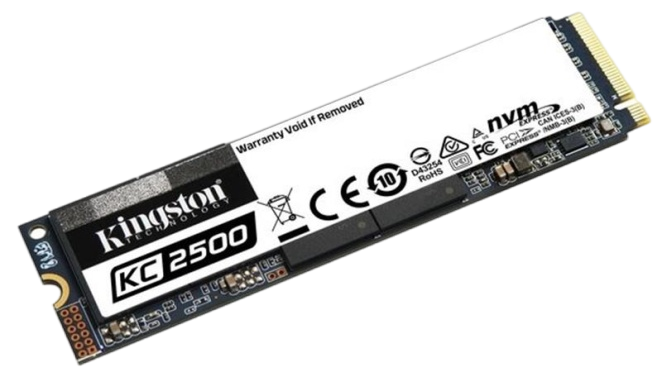 Warranty Void If Removed
Kingston
TECHNOLOGY
KC 2500
CE
10
D43254
RoHS
FC
nvm
EXPRESS
CAN ICES-3(B)
PCI
EXPRESS® /NMB-3(B)